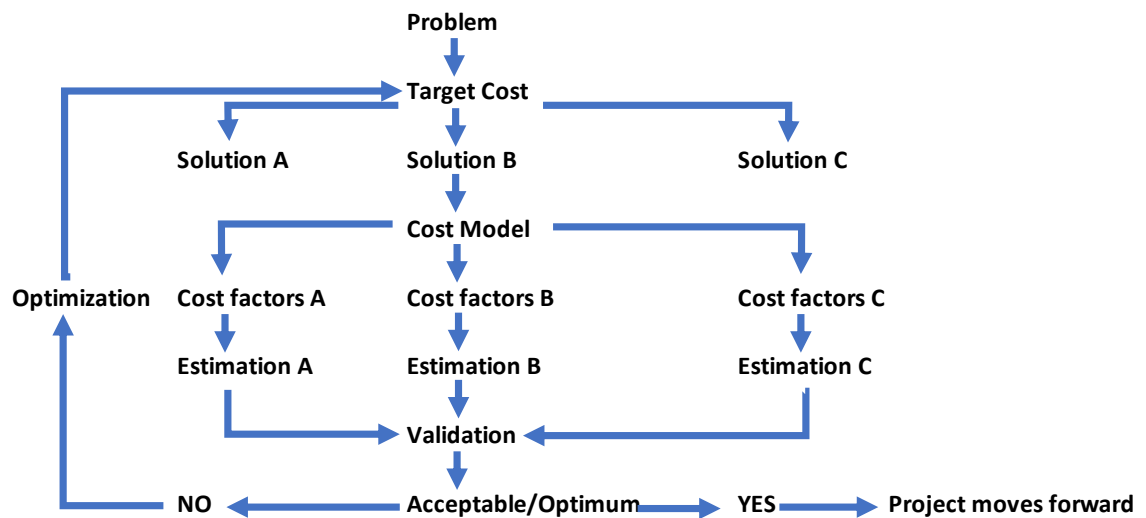 Problem
Target Cost
Solution A
Solution B
Solution C
Cost Model
Optimization
Cost factors A
Cost factors B
Cost factors C
Estimation A
Estimation B
Estimation C
Validation
NO
Acceptable/Optimum
YES
Project moves forward